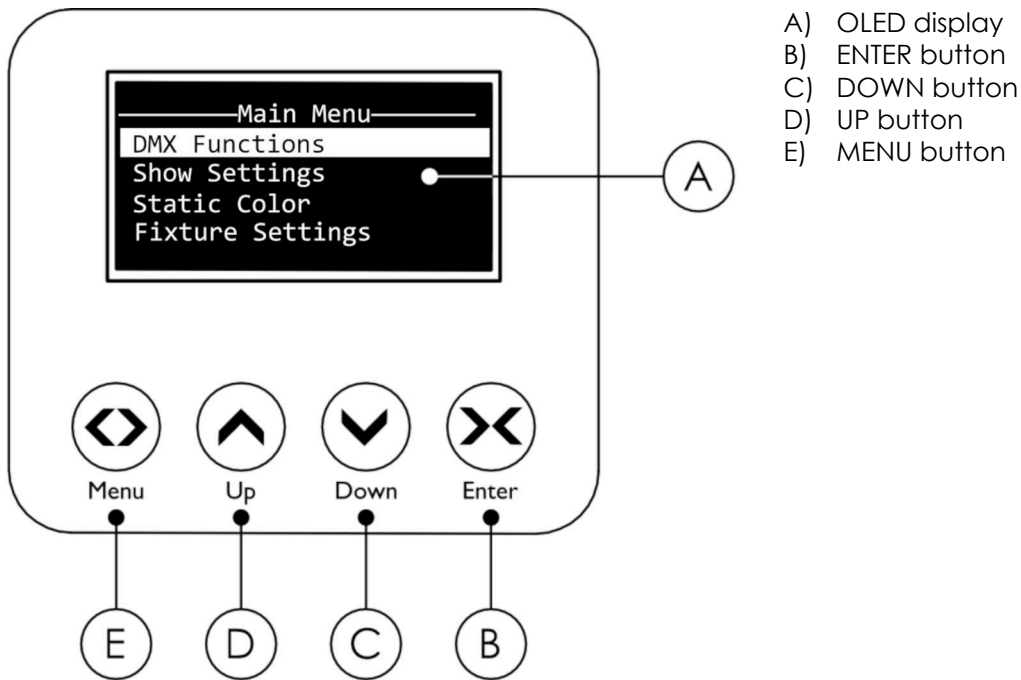 Main Menu
DMX Functions
Show Settings
Static Color
Fixture Settings
A
Menu Up Down Enter
E D C B
A) OLED display
B) ENTER button
C) DOWN button
D) UP button
E) MENU button